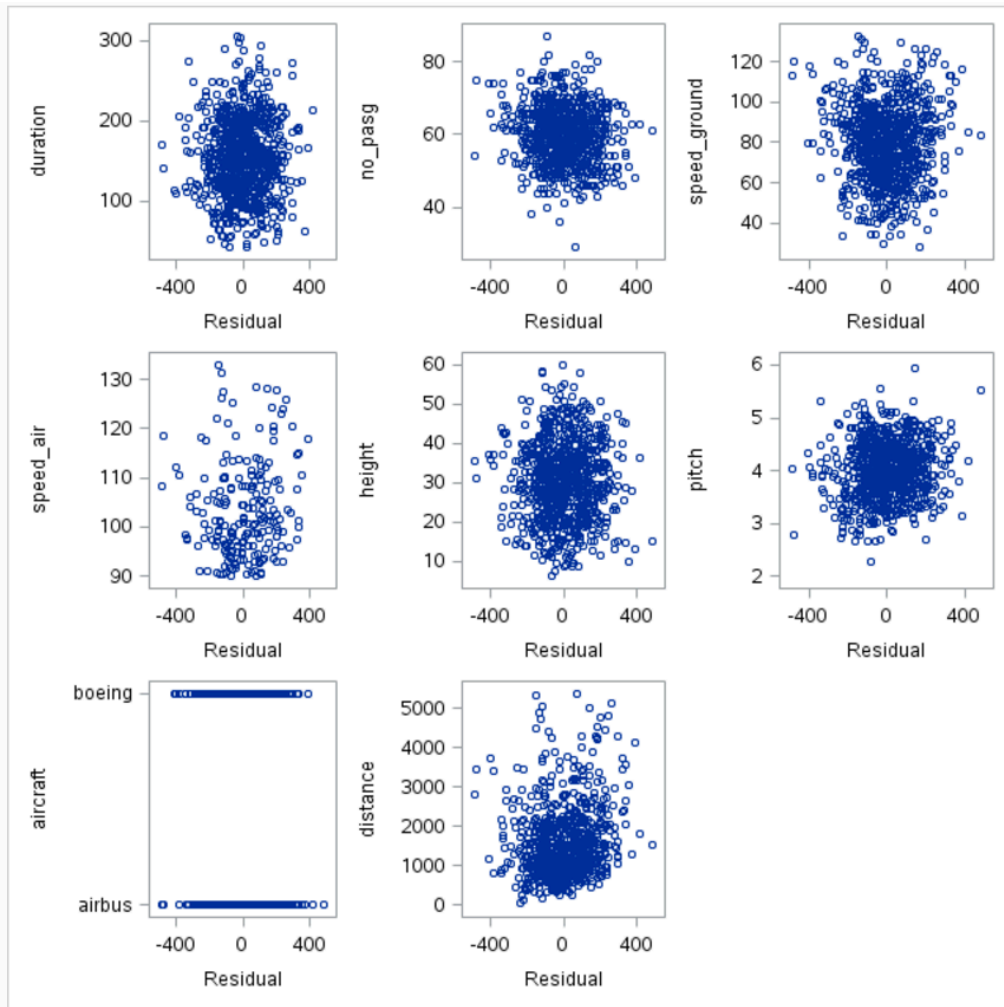 duration
300
200
100
-400 0 400
Residual
no_pasg
80
60
40
-400 0 400
Residual
speed_ground
120
100
80
60
40
-400 0 400
Residual
speed_air
130
120
110
100
90
-400 0 400
Residual
height
60
50
40
30
20
10
-400 0 400
Residual
pitch
6
5
4
3
2
-400 0 400
Residual
aircraft
boeing
airbus
-400 0 400
Residual
distance
5000
4000
3000
2000
1000
0
-400 0 400
Residual